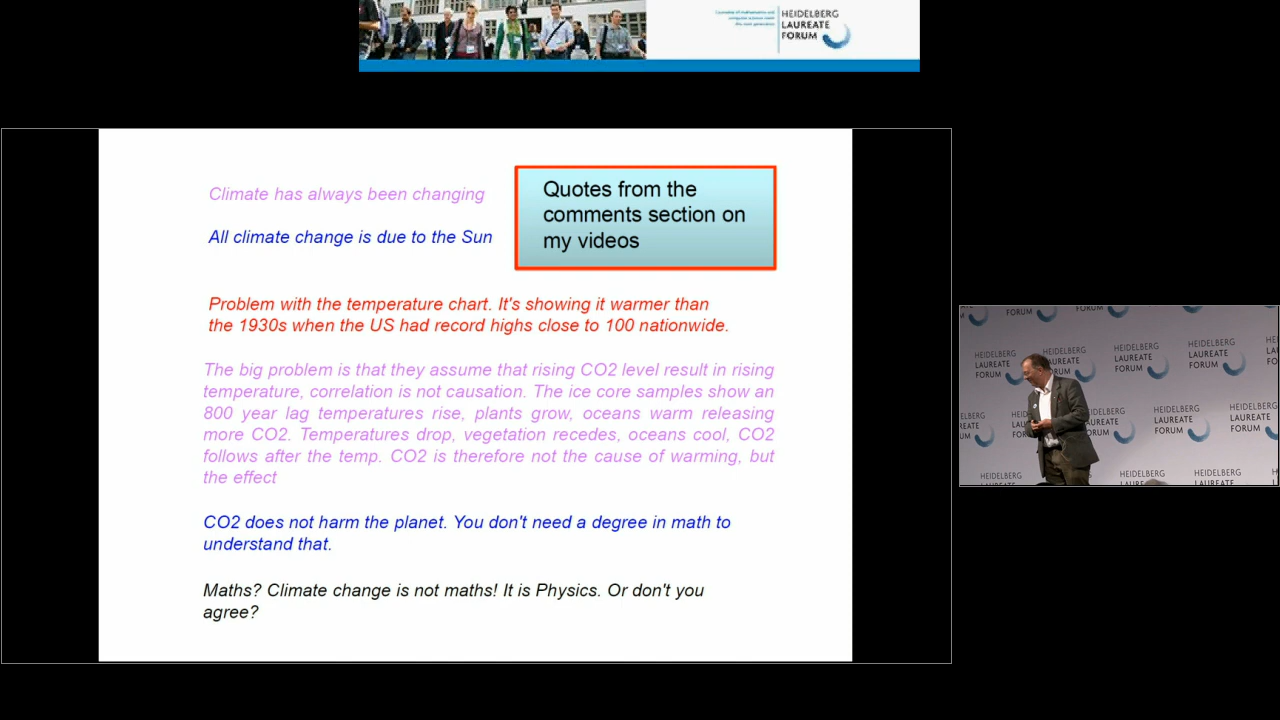 HEIDELBERG
LAUREATE
FORUM
Climate has always been changing
Quotes from the
comments section on
my videos
All climate change is due to the Sun
Problem with the temperature chart. It's showing it warmer than
the 1930s when the US had record highs close to 100 nationwide.
The big problem is that they assume that rising CO2 level result in rising
temperature, correlation is not causation. The ice core samples show an
800 year lag temperatures rise, plants grow, oceans warm releasing
more CO2. Temperatures drop, vegetation recedes, oceans cool, CO2
follows after the temp. CO2 is therefore not the cause of warming, but
the effect
CO2 does not harm the planet. You don't need a degree in math to
understand that.
Maths? Climate change is not maths! It is Physics. Or don't you
agree?
HEIDELBERG
LAUREATE
FORUM